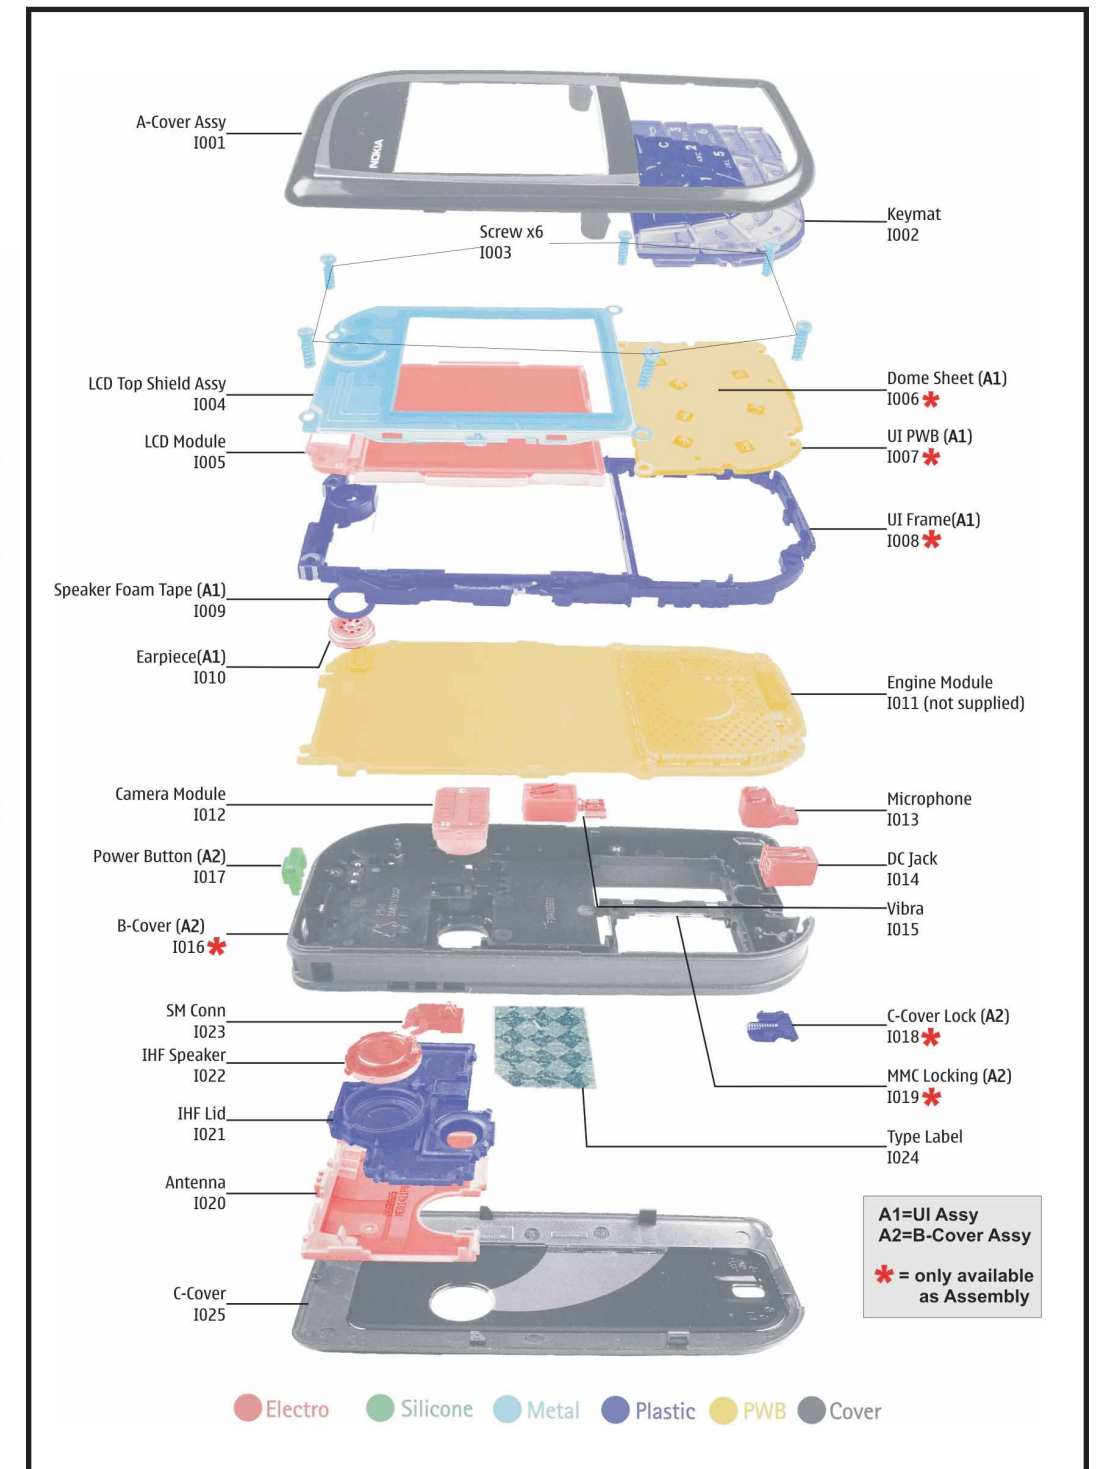 A-Cover Assy
I001
NOKIA
Keymat
I002
Screw x6
I003
LCD Top Shield Assy
I004
LCD Module
I005
Dome Sheet (A1)
I006 *
UI PWB (A1)
I007 *
UI Frame(A1)
I008 *
Speaker Foam Tape (A1)
I009
Earpiece(A1)
I010
Engine Module
I011 (not supplied)
Camera Module
I012
Microphone
I013
Power Button (A2)
I017
DC Jack
I014
Vibra
I015
B-Cover (A2)
I016 *
SM Conn
I023
C-Cover Lock (A2)
I018 *
IHF Speaker
I022
MMC Locking (A2)
I019 *
IHF Lid
I021
Type Label
I024
Antenna
I020
A1=UI Assy
A2=B-Cover Assy
* = only available
as Assembly
C-Cover
I025
Electro
Silicone
Metal
Plastic
PWB
Cover